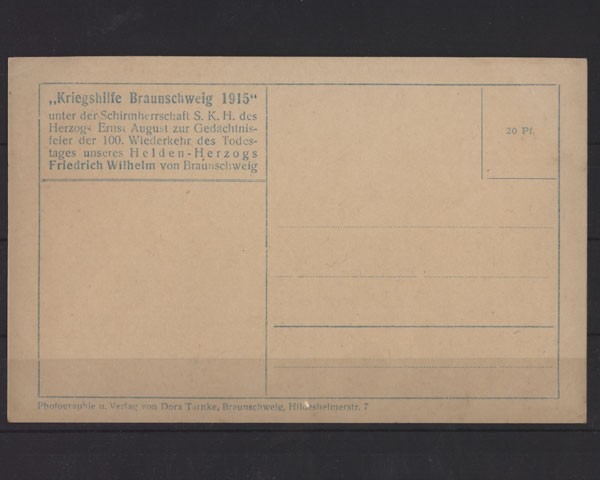 „Kriegshilfe Braunschweig 1915“
unter der Schirmherrschaft S. K. H. des
Herzogs Ernst August zur Gedächtnis-
feier der 100. Wiederkehr des Todes-
tages unseres Helden-Herzogs
Friedrich Wilhelm von Braunschweig
20 Pf.
Photographie u. Verlag von Dora Tarnke, Braunschweig, Hildesheimerstr. 7